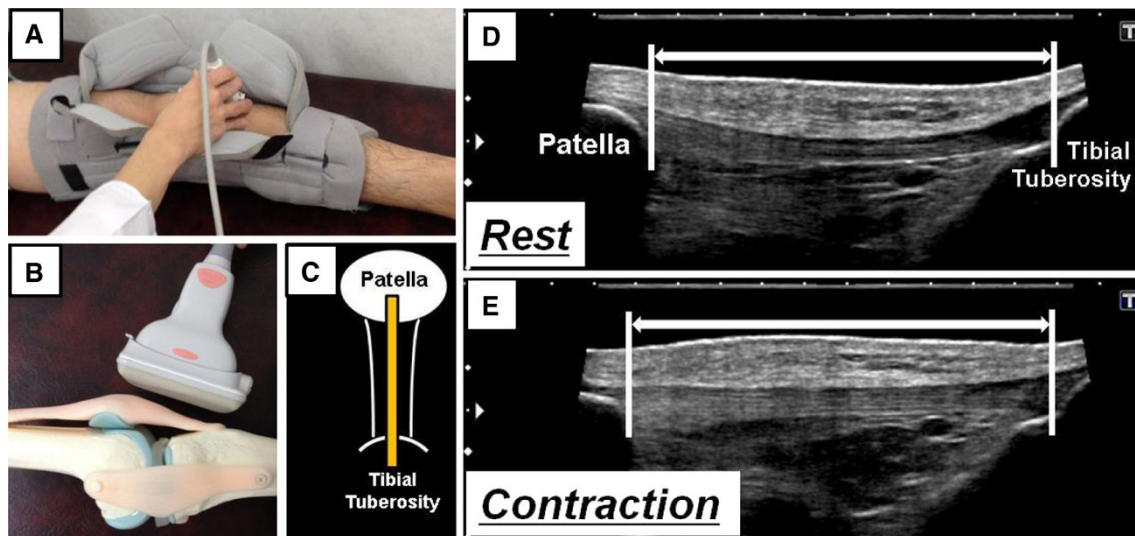 A
B
C
Patella
Tibial
Tuberosity
D
Patella
Tibial
Tuberosity
Rest
T
E
Contraction
T